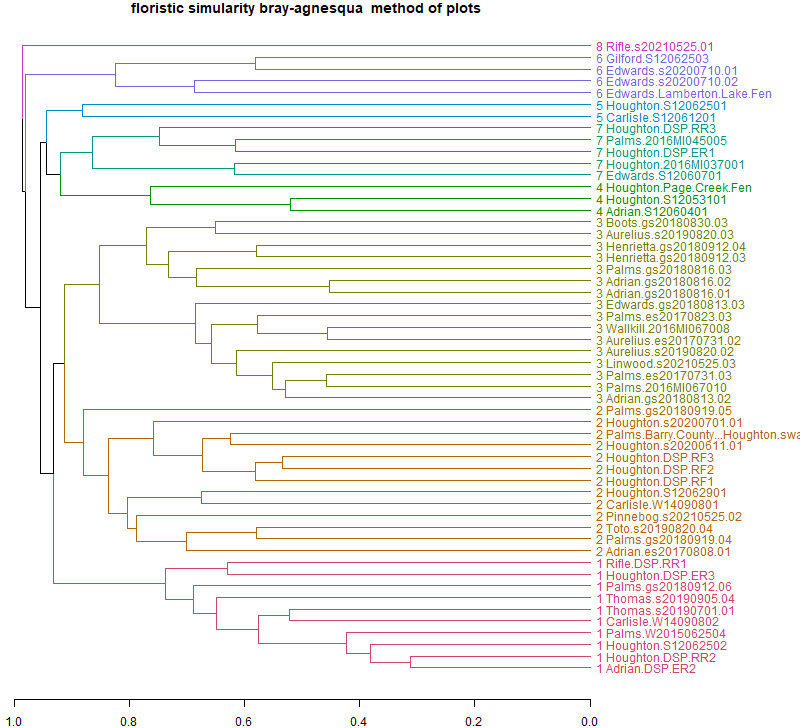 floristic simularity bray-agnesqua method of plots
8 Rifle.s20210525.01
6 Gilford.S12062503
6 Edwards.s20200710.01
6 Edwards.s20200710.02
6 Edwards.Lamberton.Lake.Fen
5 Houghton.S12062501
5 Carlisle.S12061201
7 Houghton.DSP.RR3
7 Palms.2016MI045005
7 Houghton.DSP.ER1
7 Houghton.2016MI037001
7 Edwards.S12060701
4 Houghton.Page.Creek.Fen
4 Houghton.S12053101
4 Adrian.S12060401
3 Boots.gs20180830.03
3 Aurelius.s20190820.03
3 Henrietta.gs20180912.04
3 Henrietta.gs20180912.03
3 Palms.gs20180816.03
3 Adrian.gs20180816.02
3 Adrian.gs20180816.01
3 Edwards.gs20180813.03
3 Palms.es20170823.03
3 Wallkill.2016MI067008
3 Aurelius.es20170731.02
3 Aurelius.s20190820.02
3 Linwood.s20210525.03
3 Palms.es20170731.03
3 Palms.2016MI067010
3 Adrian.gs20180813.02
2 Palms.gs20180919.05
2 Houghton.s20200701.01
2 Palms.Barry.County...Houghton.swa
2 Houghton.s20200611.01
2 Houghton.DSP.RF3
2 Houghton.DSP.RF2
2 Houghton.DSP.RF1
2 Houghton.S12062901
2 Carlisle.W14090801
2 Pinnebog.s20210525.02
2 Toto.s20190820.04
2 Palms.gs20180919.04
2 Adrian.es20170808.01
1 Rifle.DSP.RR1
1 Houghton.DSP.ER3
1 Palms.gs20180912.06
1 Thomas.s20190905.04
1 Thomas.s20190701.01
1 Carlisle.W14090802
1 Palms.W2015062504
1 Houghton.S12062502
1 Houghton.DSP.RR2
1 Adrian.DSP.ER2
1.0 0.8 0.6 0.4 0.2 0.0